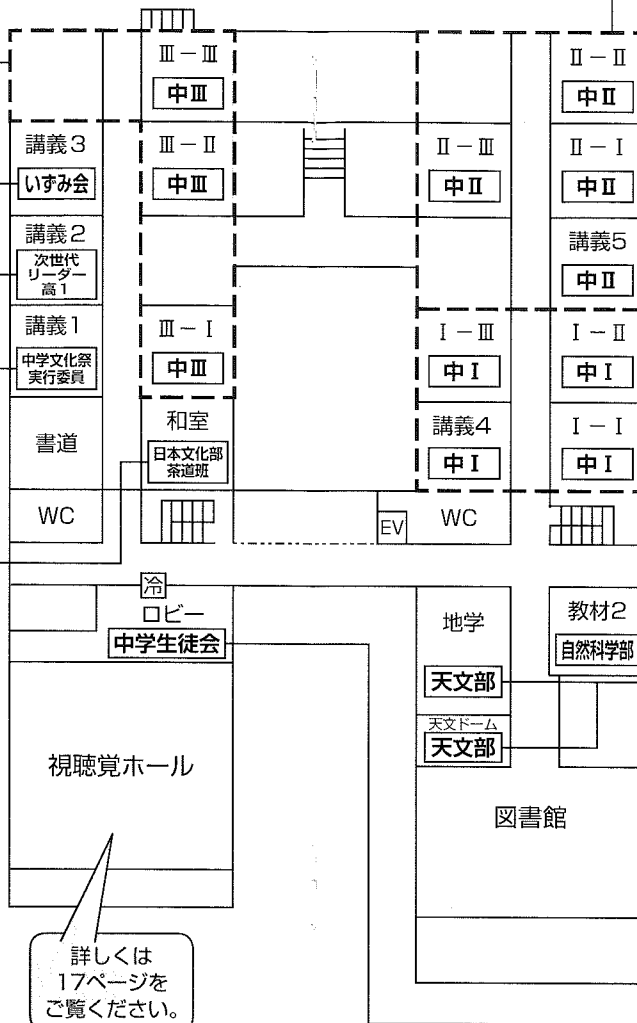 Ⅲ－Ⅲ
中Ⅲ
Ⅱ－Ⅱ
中Ⅱ
講義3
いずみ会
Ⅲ－Ⅱ
中Ⅲ
Ⅱ－Ⅲ
中Ⅱ
Ⅱ－Ⅰ
中Ⅱ
講義2
次世代
リーダー
高1
講義5
中Ⅱ
講義1
中学文化祭
実行委員
Ⅲ－Ⅰ
中Ⅲ
Ⅰ－Ⅲ
中Ⅰ
Ⅰ－Ⅱ
中Ⅰ
書道
和室
日本文化部
茶道班
講義4
中Ⅰ
Ⅰ－Ⅰ
中Ⅰ
WC
EV
WC
冷
ロビー
中学生徒会
地学
天文部
教材2
自然科学部
天文ドーム
天文部
視聴覚ホール
図書館
詳しくは
17ページを
ご覧ください。